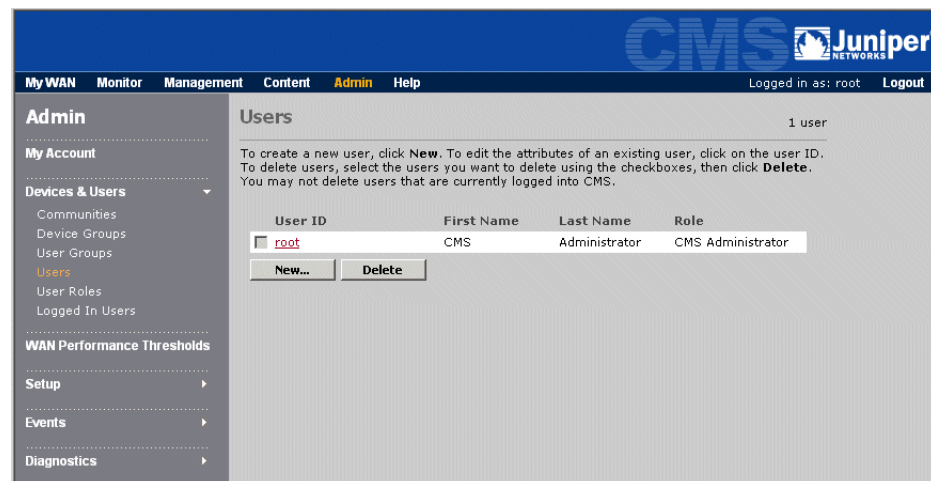 CMS Juniper
NETWORKS
My WAN Monitor Management Content Admin Help Logged in as: root Logout
Admin
My Account
Devices & Users
Communities
Device Groups
User Groups
Users
User Roles
Logged In Users
WAN Performance Thresholds
Setup
Events
Diagnostics
Users 1 user
To create a new user, click New. To edit the attributes of an existing user, click on the user ID.
To delete users, select the users you want to delete using the checkboxes, then click Delete.
You may not delete users that are currently logged into CMS.
User ID First Name Last Name Role
root CMS Administrator CMS Administrator
New... Delete